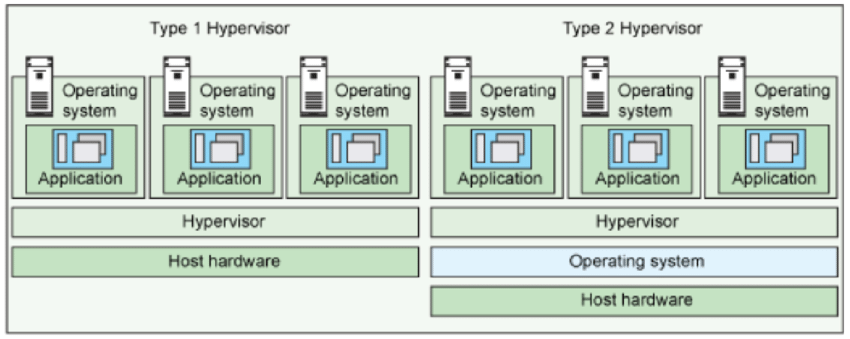 Type 1 Hypervisor
Operating
system
Application
Operating
system
Application
Operating
system
Application
Hypervisor
Host hardware
Type 2 Hypervisor
Operating
system
Application
Operating
system
Application
Operating
system
Application
Hypervisor
Operating system
Host hardware